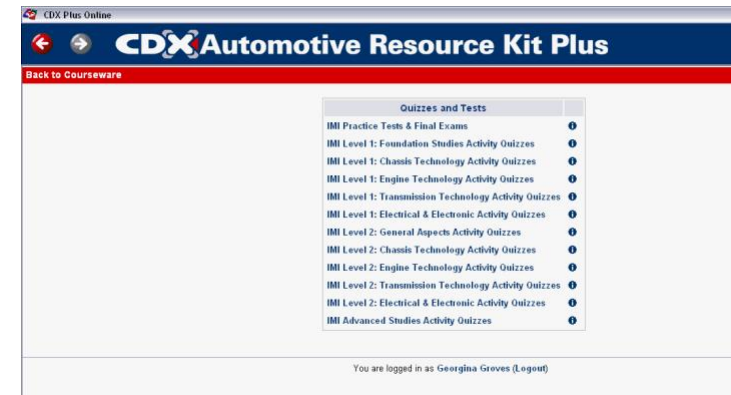 CDX Plus Online
CDX Automotive Resource Kit Plus
Back to Courseware
Quizzes and Tests
IMI Practice Tests & Final Exams
IMI Level 1: Foundation Studies Activity Quizzes
IMI Level 1: Chassis Technology Activity Quizzes
IMI Level 1: Engine Technology Activity Quizzes
IMI Level 1: Transmission Technology Activity Quizzes
IMI Level 1: Electrical & Electronic Activity Quizzes
IMI Level 2: General Aspects Activity Quizzes
IMI Level 2: Chassis Technology Activity Quizzes
IMI Level 2: Engine Technology Activity Quizzes
IMI Level 2: Transmission Technology Activity Quizzes
IMI Level 2: Electrical & Electronic Activity Quizzes
IMI Advanced Studies Activity Quizzes
You are logged in as Georgina Groves (Logout)